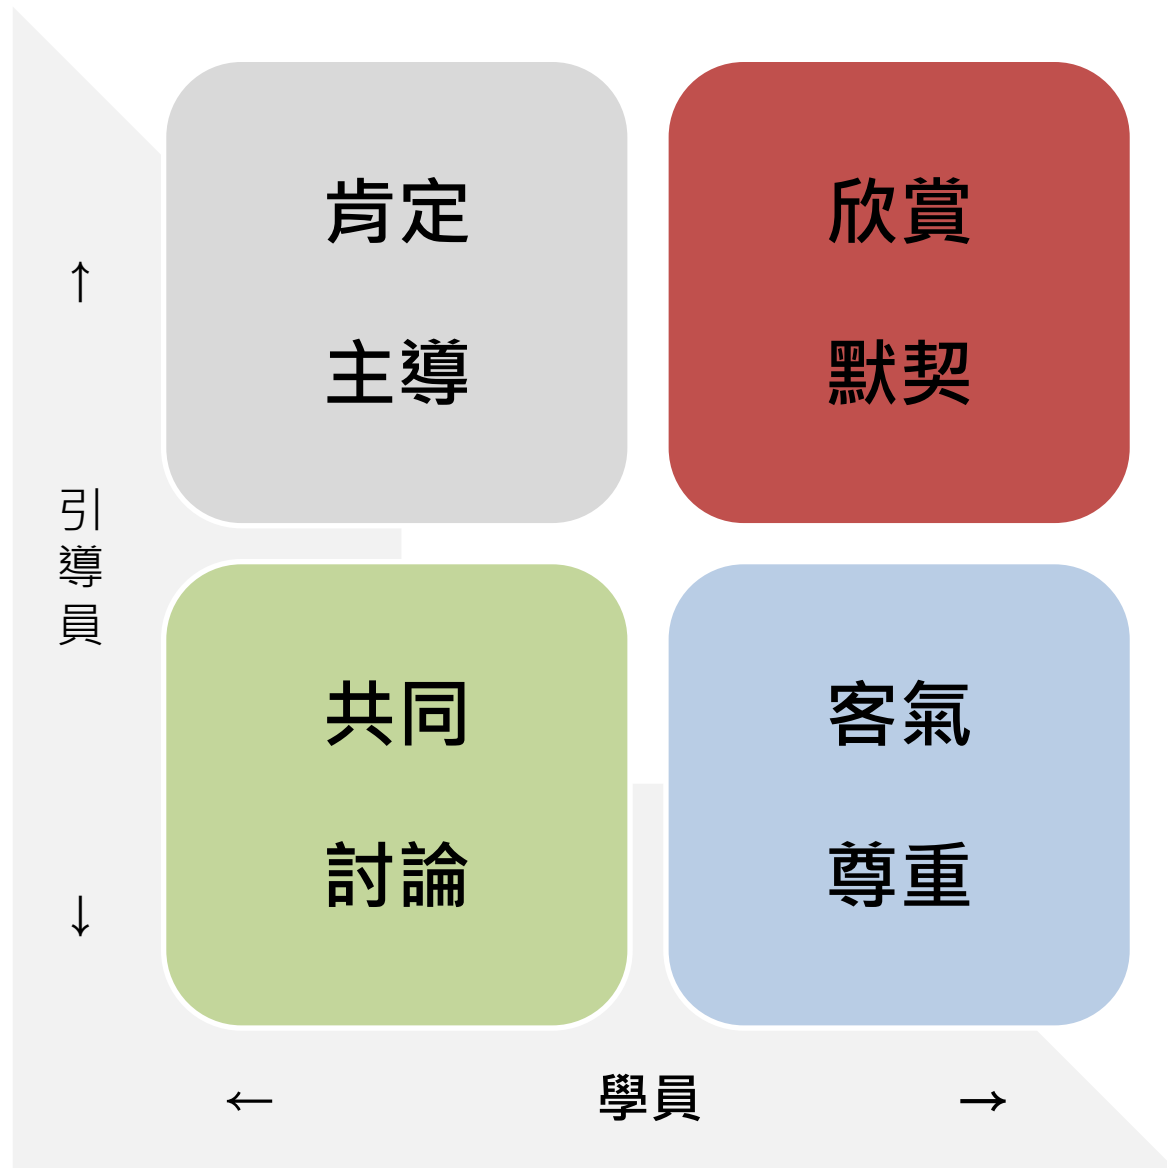 肯定
主導
欣賞
默契
↑
引
導
員
↓
共同
討論
客氣
尊重
← 學員 →